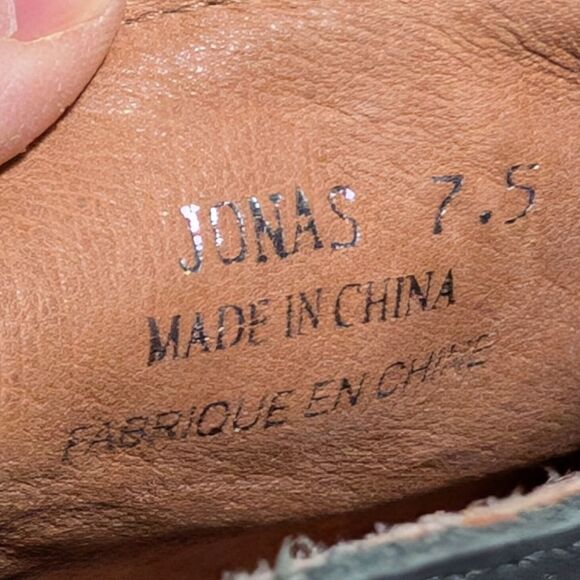 JONAS 7.5
MADE IN CHINA
FABRIQUE EN CHINE